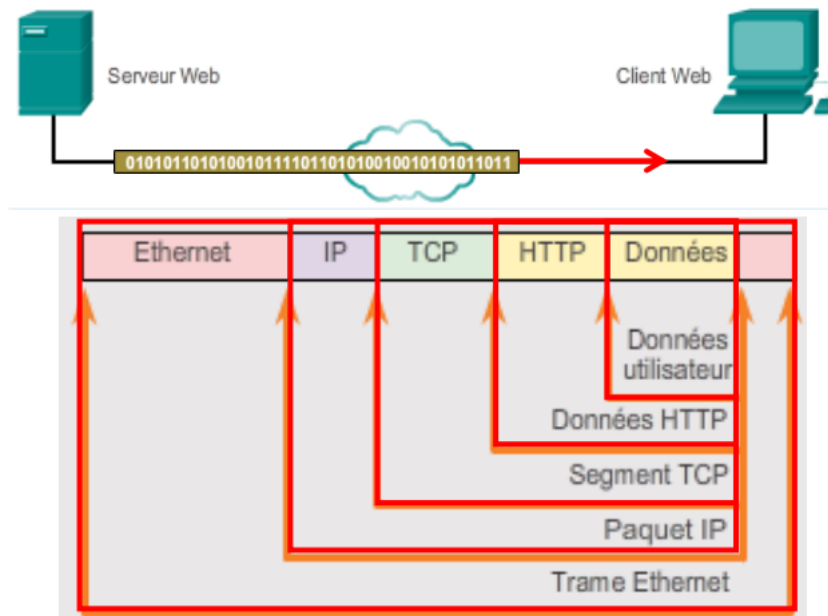 Serveur Web
Client Web
010101101010010111101101010010010101011011
Ethernet IP TCP HTTP Données
Données
utilisateur
Données HTTP
Segment TCP
Paquet IP
Trame Ethernet